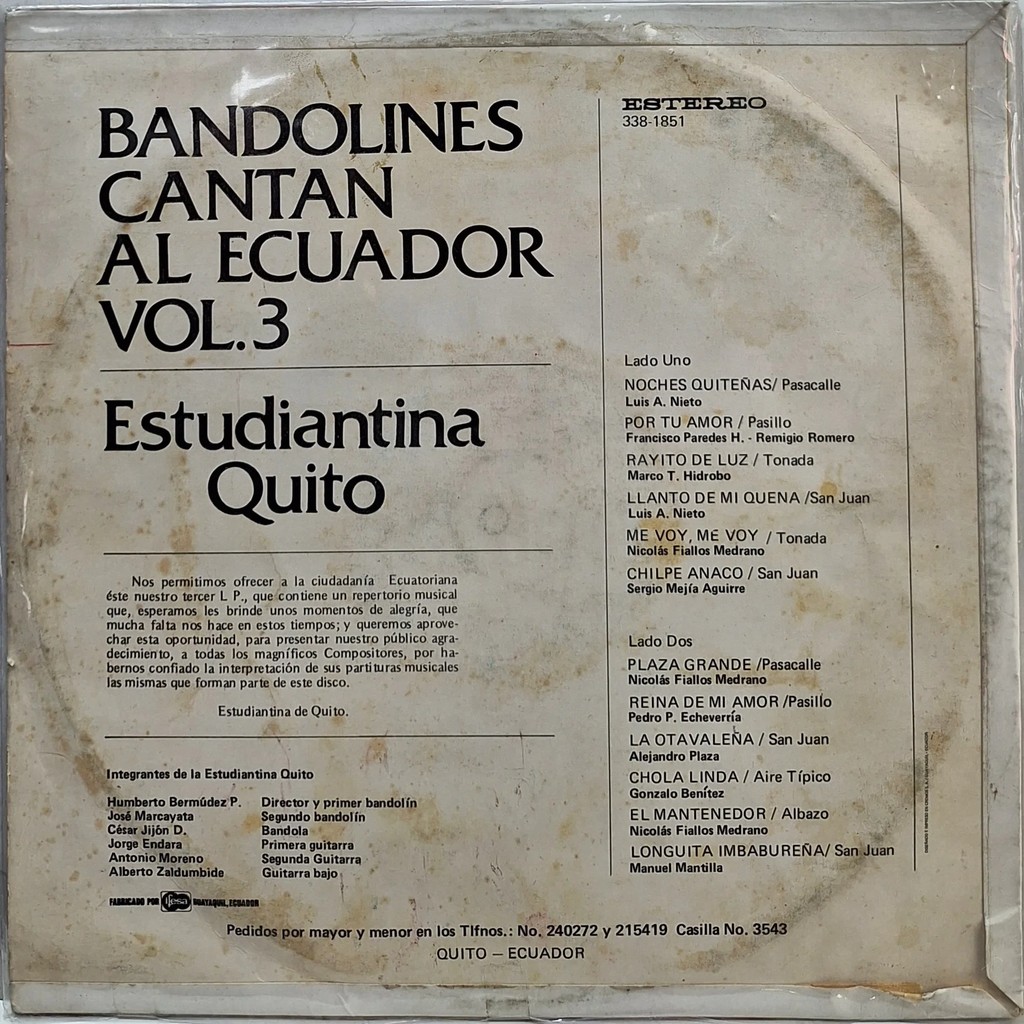 BANDOLINES
CANTAN
AL ECUADOR
VOL.3
Estudiantina
Quito
Nos permitimos ofrecer a la ciudadanía Ecuatoriana
éste nuestro tercer L P., que contiene un repertorio musical
que, esperamos les brinde unos momentos de alegría, que
mucha falta nos hace en estos tiempos; y queremos aprove-
char esta oportunidad, para presentar nuestro público agra-
decimiento, a todas los magníficos Compositores, por ha-
bernos confiado la interpretación de sus partituras musicales
las mismas que forman parte de este disco.
Estudiantina de Quito.
Integrantes de la Estudiantina Quito
Humberto Bermúdez P. Director y primer bandolín
José Marcayata Segundo bandolín
César Jijón D. Bandola
Jorge Endara Primera guitarra
Antonio Moreno Segunda Guitarra
Alberto Zaldumbide Guitarra bajo
FABRICADO POR fesa GUAYAQUIL, ECUADOR
ESTEREO
338-1851
Lado Uno
NOCHES QUITEÑAS/ Pasacalle
Luis A. Nieto
POR TU AMOR / Pasillo
Francisco Paredes H. - Remigio Romero
RAYITO DE LUZ / Tonada
Marco T. Hidrobo
LLANTO DE MI QUENA /San Juan
Luis A. Nieto
ME VOY, ME VOY / Tonada
Nicolás Fiallos Medrano
CHILPE ANACO / San Juan
Sergio Mejía Aguirre
Lado Dos
PLAZA GRANDE /Pasacalle
Nicolás Fiallos Medrano
REINA DE MI AMOR /Pasillo
Pedro P. Echeverría
LA OTAVALEÑA / San Juan
Alejandro Plaza
CHOLA LINDA / Aire Típico
Gonzalo Benítez
EL MANTENEDOR / Albazo
Nicolás Fiallos Medrano
LONGUITA IMBABUREÑA/ San Juan
Manuel Mantilla
Pedidos por mayor y menor en los Tlfnos.: No. 240272 y 215419 Casilla No. 3543
QUITO — ECUADOR